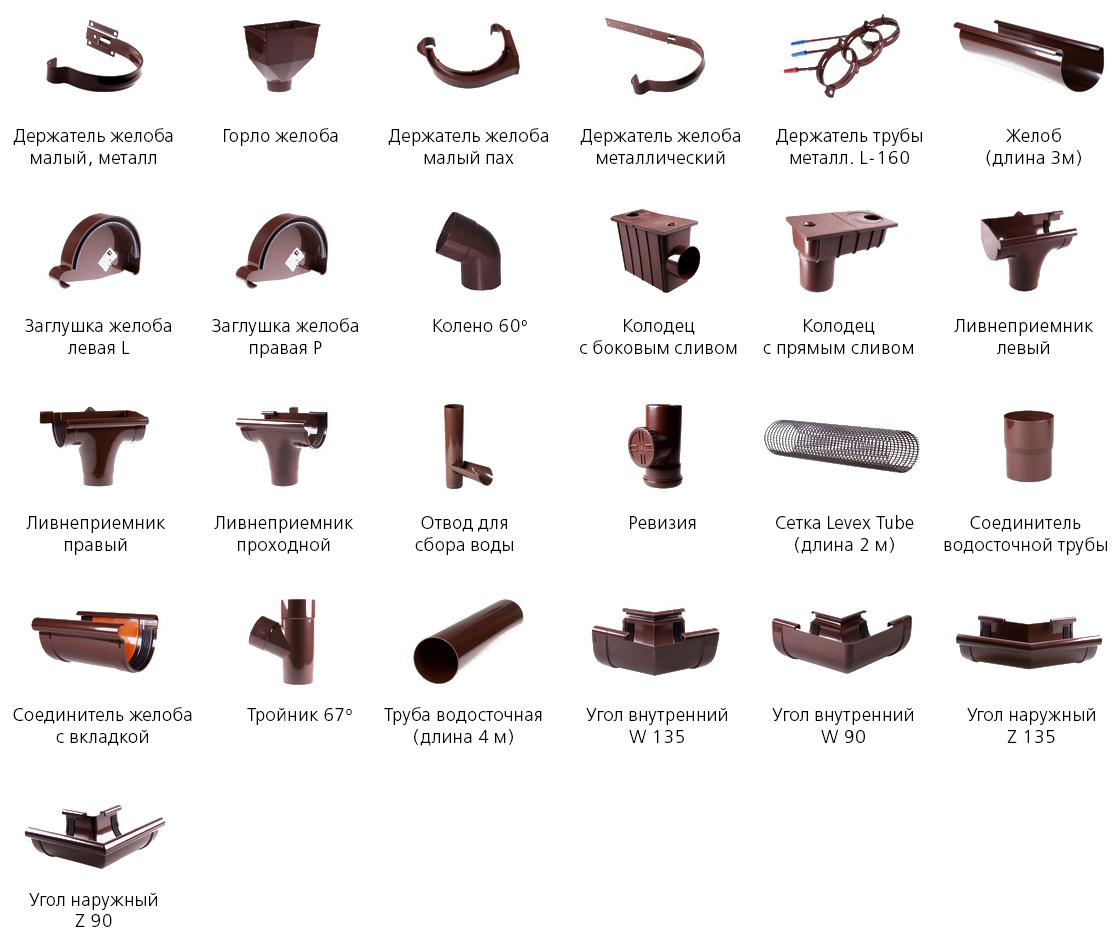 Держатель желоба
малый, металл
Горло желоба
Держатель желоба
малый пах
Держатель желоба
металлический
Держатель трубы
металл. L-160
Желоб
(длина 3м)
Заглушка желоба
левая L
Заглушка желоба
правая P
Колено 60º
Колодец
с боковым сливом
Колодец
с прямым сливом
Ливнеприемник
левый
Ливнеприемник
правый
Ливнеприемник
проходной
Отвод для
сбора воды
Ревизия
Сетка Levex Tube
(длина 2 м)
Соединитель
водосточной трубы
Соединитель желоба
с вкладкой
Тройник 67º
Труба водосточная
(длина 4 м)
Угол внутренний
W 135
Угол внутренний
W 90
Угол наружный
Z 135
Угол наружный
Z 90